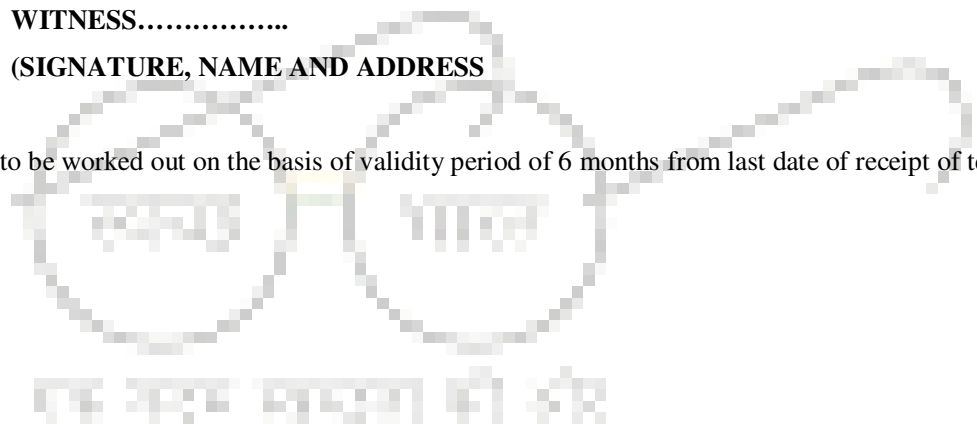 WITNESS……………..
(SIGNATURE, NAME AND ADDRESS
to be worked out on the basis of validity period of 6 months from last date of receipt of